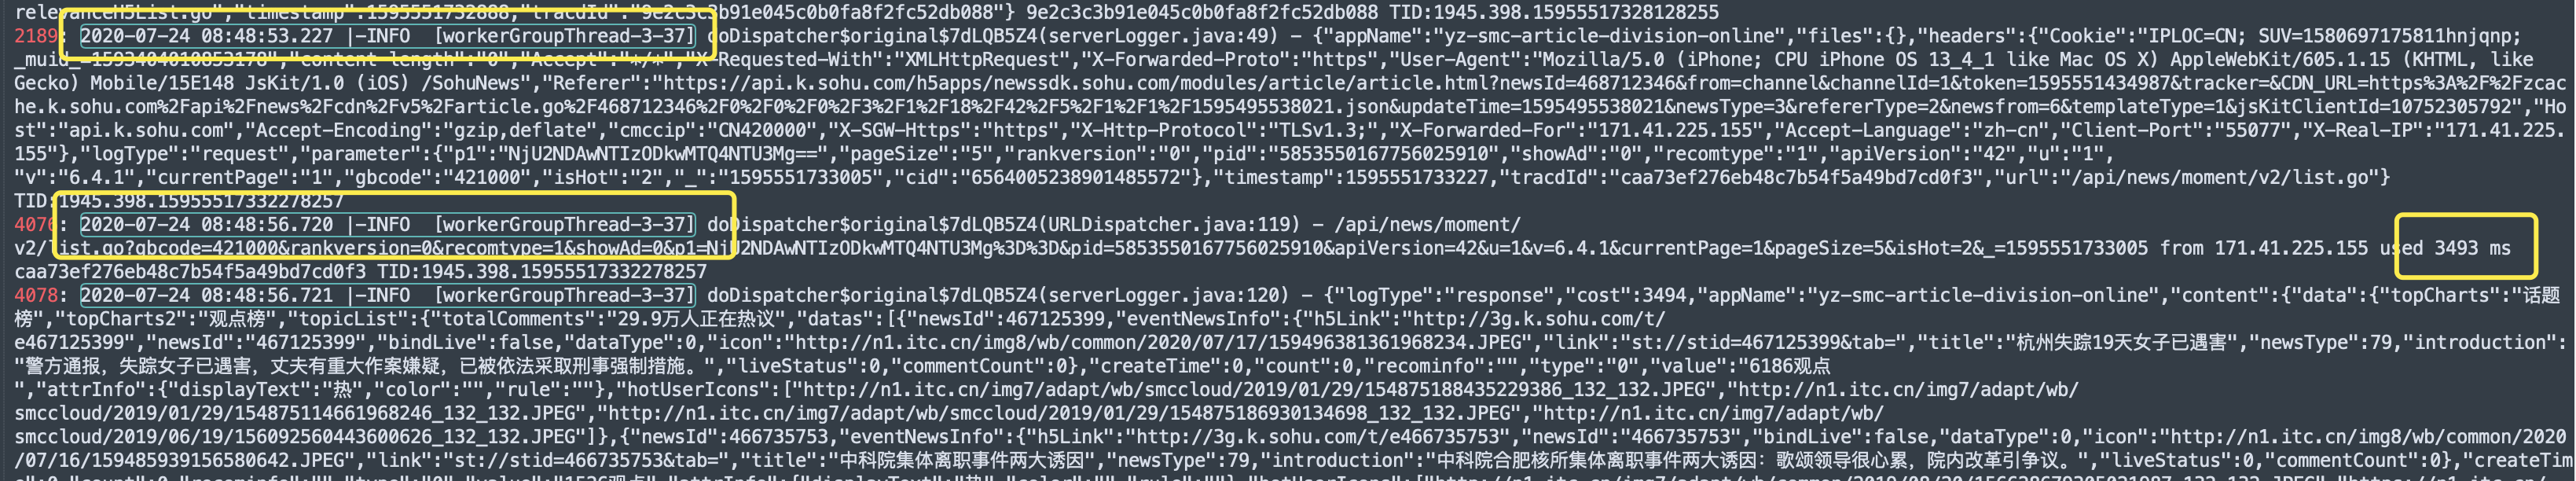 relevanceH5List.go","timestamp":1595551732888,"tracdId":"9e2c3c3b91e045c0b0fa8f2fc52db088"} 9e2c3c3b91e045c0b0fa8f2fc52db088 TID:1945.398.15955517328128255
2189: 2020-07-24 08:48:53.227 |-INFO  [workerGroupThread-3-37] doDispatcher$original$7dLQB5Z4(serverLogger.java:49) - {"appName":"yz-smc-article-division-online","files":{},"headers":{"Cookie":"IPLOC=CN; SUV=1580697175811hnjqnp;
_muid_=1593404010853178","content-length":"0","Accept":"*/*","X-Requested-With":"XMLHttpRequest","X-Forwarded-Proto":"https","User-Agent":"Mozilla/5.0 (iPhone; CPU iPhone OS 13_4_1 like Mac OS X) AppleWebKit/605.1.15 (KHTML, like
Gecko) Mobile/15E148 JsKit/1.0 (iOS) /SohuNews","Referer":"https://api.k.sohu.com/h5apps/newssdk.sohu.com/modules/article/article.html?newsId=468712346&from=channel&channelId=1&token=1595551434987&tracker=&CDN_URL=https%3A%2F%2Fzcac
he.k.sohu.com%2Fapi%2Fnews%2Fcdn%2Fv5%2Farticle.go%2F468712346%2F0%2F0%2F0%2F3%2F1%2F18%2F42%2F5%2F1%2F1%2F1595495538021.json&updateTime=1595495538021&newsType=3&refererType=2&newsfrom=6&templateType=1&jsKitClientId=10752305792","Ho
st":"api.k.sohu.com","Accept-Encoding":"gzip,deflate","cmccip":"CN420000","X-SGW-Https":"https","X-Http-Protocol":"TLSv1.3;","X-Forwarded-For":"171.41.225.155","Accept-Language":"zh-cn","Client-Port":"55077","X-Real-IP":"171.41.225.
155"},"logType":"request","parameter":{"p1":"NjU2NDAwNTIzODkwMTQ4NTU3Mg==","pageSize":"5","rankversion":"0","pid":"5853550167756025910","showAd":"0","recomtype":"1","apiVersion":"42","u":"1",
"v":"6.4.1","currentPage":"1","gbcode":"421000","isHot":"2","_":"1595551733005","cid":"6564005238901485572"},"timestamp":1595551733227,"tracdId":"caa73ef276eb48c7b54f5a49bd7cd0f3","url":"/api/news/moment/v2/list.go"}
TID:1945.398.15955517332278257
4076: 2020-07-24 08:48:56.720 |-INFO  [workerGroupThread-3-37] doDispatcher$original$7dLQB5Z4(URLDispatcher.java:119) - /api/news/moment/
v2/list.go?gbcode=421000&rankversion=0&recomtype=1&showAd=0&p1=NjU2NDAwNTIzODkwMTQ4NTU3Mg%3D%3D&pid=5853550167756025910&apiVersion=42&u=1&v=6.4.1&currentPage=1&pageSize=5&isHot=2&_=1595551733005 from 171.41.225.155 used 3493 ms
caa73ef276eb48c7b54f5a49bd7cd0f3 TID:1945.398.15955517332278257
4078: 2020-07-24 08:48:56.721 |-INFO  [workerGroupThread-3-37] doDispatcher$original$7dLQB5Z4(serverLogger.java:120) - {"logType":"response","cost":3494,"appName":"yz-smc-article-division-online","content":{"data":{"topCharts":"话题
榜","topCharts2":"观点榜","topicList":{"totalComments":"29.9万人正在热议","datas":[{"newsId":467125399,"eventNewsInfo":{"h5Link":"http://3g.k.sohu.com/t/
e467125399","newsId":"467125399","bindLive":false,"dataType":0,"icon":"http://n1.itc.cn/img8/wb/common/2020/07/17/159496381361968234.JPEG","link":"st://stid=467125399&tab=","title":"杭州失踪19天女子已遇害","newsType":79,"introduction":
"警方通报，失踪女子已遇害，丈夫有重大作案嫌疑，已被依法采取刑事强制措施。","liveStatus":0,"commentCount":0},"createTime":0,"count":0,"recominfo":"","type":"0","value":"6186观点
","attrInfo":{"displayText":"热","color":"","rule":""},"hotUserIcons":["http://n1.itc.cn/img7/adapt/wb/smccloud/2019/01/29/154875188435229386_132_132.JPEG","http://n1.itc.cn/img7/adapt/wb/
smccloud/2019/01/29/154875114661968246_132_132.JPEG","http://n1.itc.cn/img7/adapt/wb/smccloud/2019/01/29/154875186930134698_132_132.JPEG","http://n1.itc.cn/img7/adapt/wb/
smccloud/2019/06/19/156092560443600626_132_132.JPEG"]},{"newsId":466735753,"eventNewsInfo":{"h5Link":"http://3g.k.sohu.com/t/e466735753","newsId":"466735753","bindLive":false,"dataType":0,"icon":"http://n1.itc.cn/img8/wb/common/2020
/07/16/159485939156580642.JPEG","link":"st://stid=466735753&tab=","title":"中科院集体离职事件两大诱因","newsType":79,"introduction":"中科院合肥核所集体离职事件两大诱因：歌颂领导很心累，院内改革引争议。","liveStatus":0,"commentCount":0},"createTim